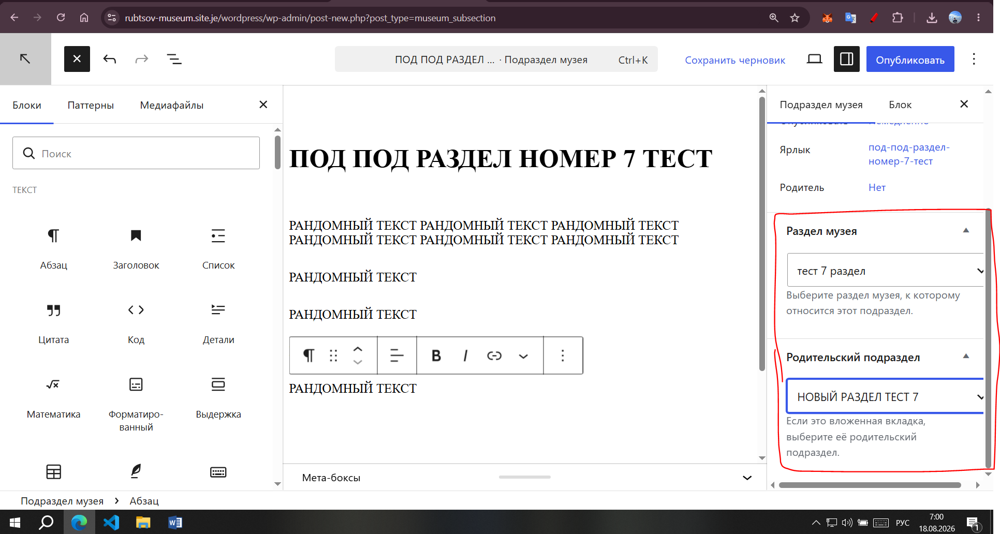 rubtsov-museum.site.je/wordpress/wp-admin/post-new.php?post_type=museum_subsection
ПОД ПОД РАЗДЕЛ ... · Подраздел музея Ctrl+K
Сохранить черновик
Опубликовать
Блоки Паттерны Медиафайлы
Поиск
ТЕКСТ
Абзац Заголовок Список
Цитата Код Детали
Математика Форматиро-
ванный Выдержка
ПОД ПОД РАЗДЕЛ НОМЕР 7 ТЕСТ
РАНДОМНЫЙ ТЕКСТ РАНДОМНЫЙ ТЕКСТ РАНДОМНЫЙ ТЕКСТ
РАНДОМНЫЙ ТЕКСТ РАНДОМНЫЙ ТЕКСТ РАНДОМНЫЙ ТЕКСТ
РАНДОМНЫЙ ТЕКСТ
РАНДОМНЫЙ ТЕКСТ
B I
РАНДОМНЫЙ ТЕКСТ
Мета-боксы
Подраздел музея Блок
Опубликовать Немедленно
Ярлык под-под-раздел-
номер-7-тест
Родитель Нет
Раздел музея
тест 7 раздел
Выберите раздел музея, к которому
относится этот подраздел.
Родительский подраздел
НОВЫЙ РАЗДЕЛ ТЕСТ 7
Если это вложенная вкладка,
выберите её родительский
подраздел.
Подраздел музея › Абзац
РУС
7:00
18.08.2026
1